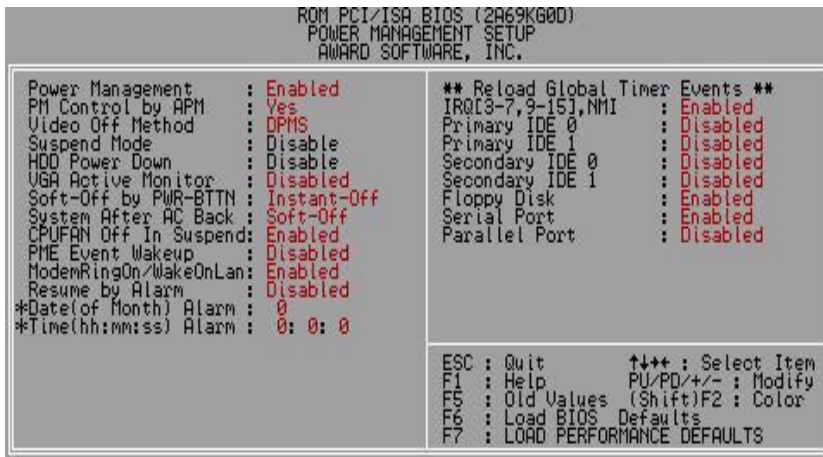 ROM PCI/ISA BIOS (2A69KG0D)
POWER MANAGEMENT SETUP
AWARD SOFTWARE, INC.
Power Management : Enabled
PM Control by APM : Yes
Video Off Method : DPMS
Suspend Mode : Disable
HDD Power Down : Disable
VGA Active Monitor : Disabled
Soft-Off by PWR-BTTN : Instant-Off
System After AC Back : Soft-Off
CPUFAN Off In Suspend: Enabled
PME Event Wakeup : Disabled
ModemRingOn/WakeOnLan: Enabled
Resume by Alarm : Disabled
*Date(of Month) Alarm : 0
*Time(hh:mm:ss) Alarm : 0: 0: 0
** Reload Global Timer Events **
IRQ[3-7,9-15],NMI : Enabled
Primary IDE 0 : Disabled
Primary IDE 1 : Disabled
Secondary IDE 0 : Disabled
Secondary IDE 1 : Disabled
Floppy Disk : Enabled
Serial Port : Enabled
Parallel Port : Disabled
ESC : Quit ↑↓→← : Select Item
F1 : Help PU/PD/+/- : Modify
F5 : Old Values (Shift)F2 : Color
F6 : Load BIOS Defaults
F7 : LOAD PERFORMANCE DEFAULTS